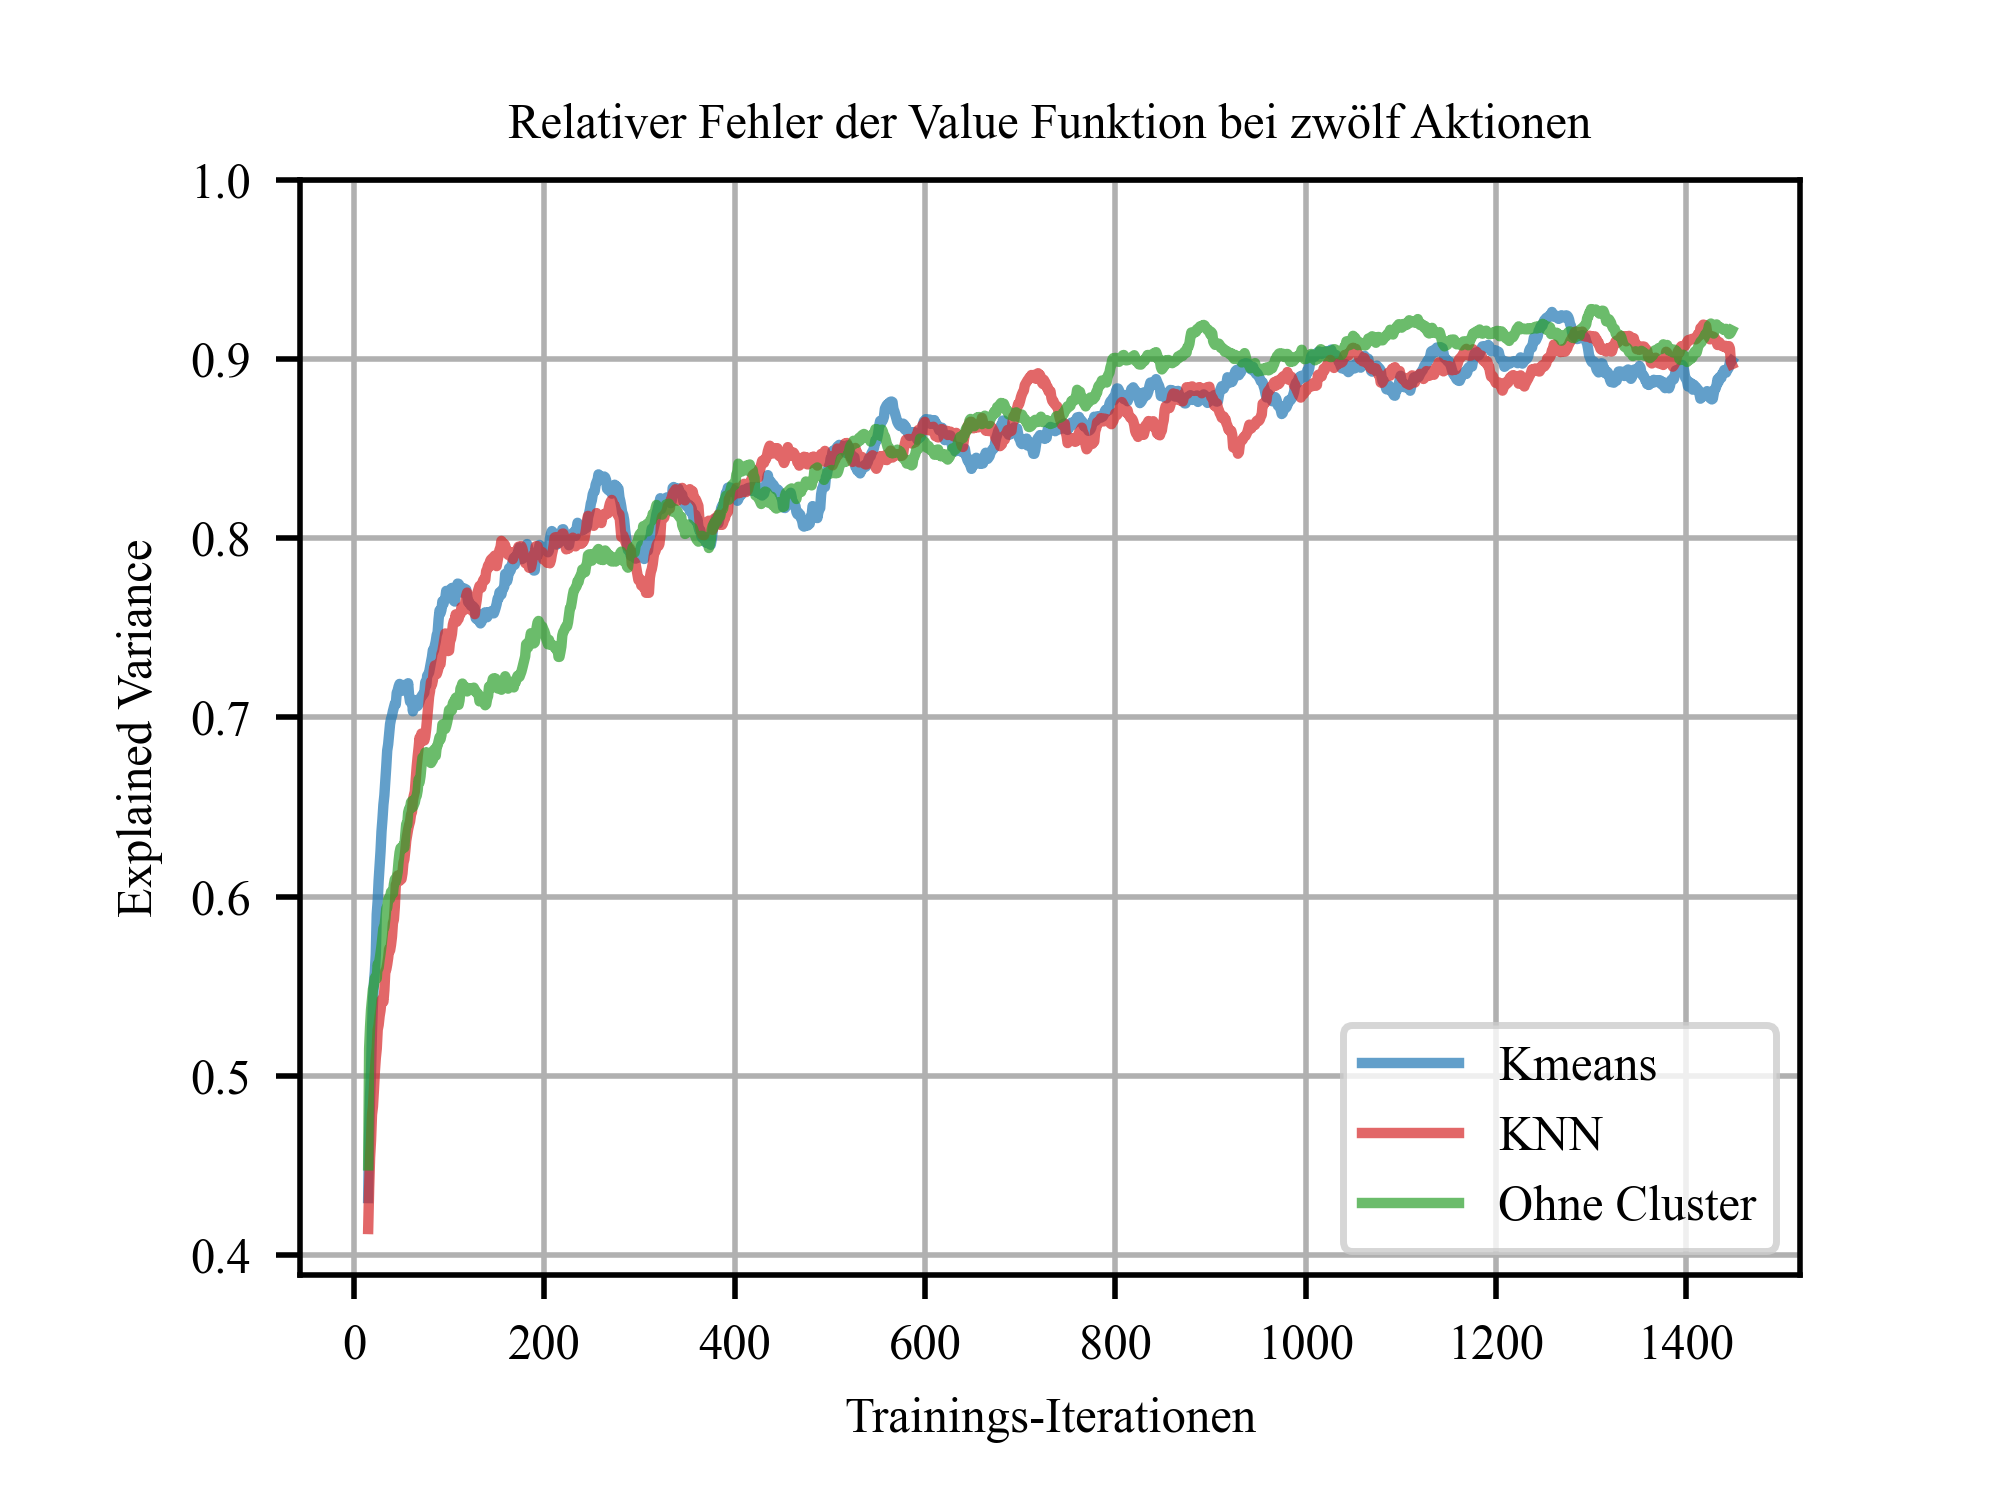 Relativer Fehler der Value Funktion bei zwölf Aktionen
1.0
0.9
0.8
0.7
0.6
0.5
0.4
Explained Variance
Kmeans
KNN
Ohne Cluster
0 200 400 600 800 1000 1200 1400
Trainings-Iterationen